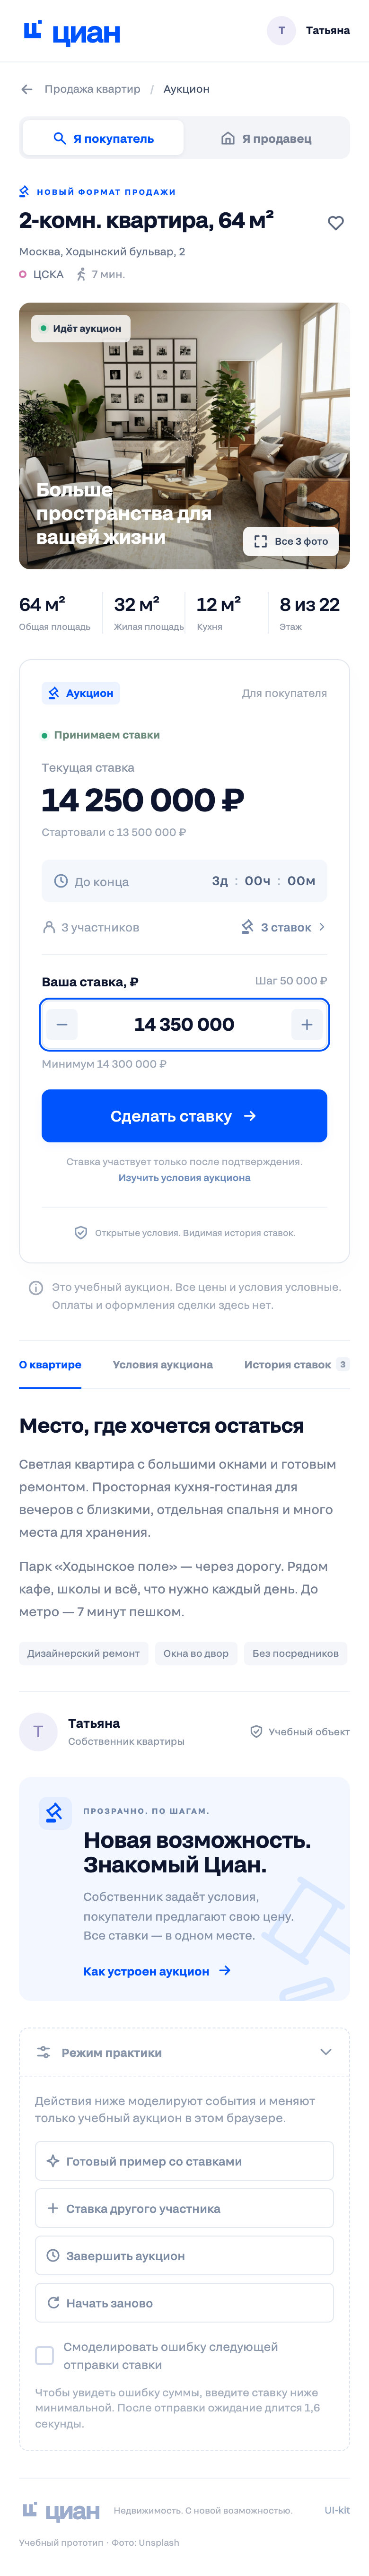 циан
Т Татьяна
Продажа квартир / Аукцион
Я покупатель
Я продавец
НОВЫЙ ФОРМАТ ПРОДАЖИ
2-комн. квартира, 64 м²
Москва, Ходынский бульвар, 2
ЦСКА 7 мин.
Идёт аукцион
Больше
пространства для
вашей жизни
Все 3 фото
64 м² 32 м² 12 м² 8 из 22
Общая площадь Жилая площадь Кухня Этаж
Аукцион Для покупателя
Принимаем ставки
Текущая ставка
14 250 000 ₽
Стартовали с 13 500 000 ₽
До конца 3д : 00ч : 00м
3 участников 3 ставок
Ваша ставка, ₽ Шаг 50 000 ₽
− 14 350 000 +
Минимум 14 300 000 ₽
Сделать ставку →
Ставка участвует только после подтверждения.
Изучить условия аукциона
Открытые условия. Видимая история ставок.
Это учебный аукцион. Все цены и условия условные.
Оплаты и оформления сделки здесь нет.
О квартире Условия аукциона История ставок 3
Место, где хочется остаться
Светлая квартира с большими окнами и готовым
ремонтом. Просторная кухня-гостиная для
вечеров с близкими, отдельная спальня и много
места для хранения.
Парк «Ходынское поле» — через дорогу. Рядом
кафе, школы и всё, что нужно каждый день. До
метро — 7 минут пешком.
Дизайнерский ремонт Окна во двор Без посредников
Т Татьяна
Собственник квартиры
Учебный объект
ПРОЗРАЧНО. ПО ШАГАМ.
Новая возможность.
Знакомый Циан.
Собственник задаёт условия,
покупатели предлагают свою цену.
Все ставки — в одном месте.
Как устроен аукцион →
Режим практики
Действия ниже моделируют события и меняют
только учебный аукцион в этом браузере.
Готовый пример со ставками
Ставка другого участника
Завершить аукцион
Начать заново
Смоделировать ошибку следующей
отправки ставки
Чтобы увидеть ошибку суммы, введите ставку ниже
минимальной. После отправки ожидание длится 1,6
секунды.
циан Недвижимость. С новой возможностью. UI-kit
Учебный прототип · Фото: Unsplash